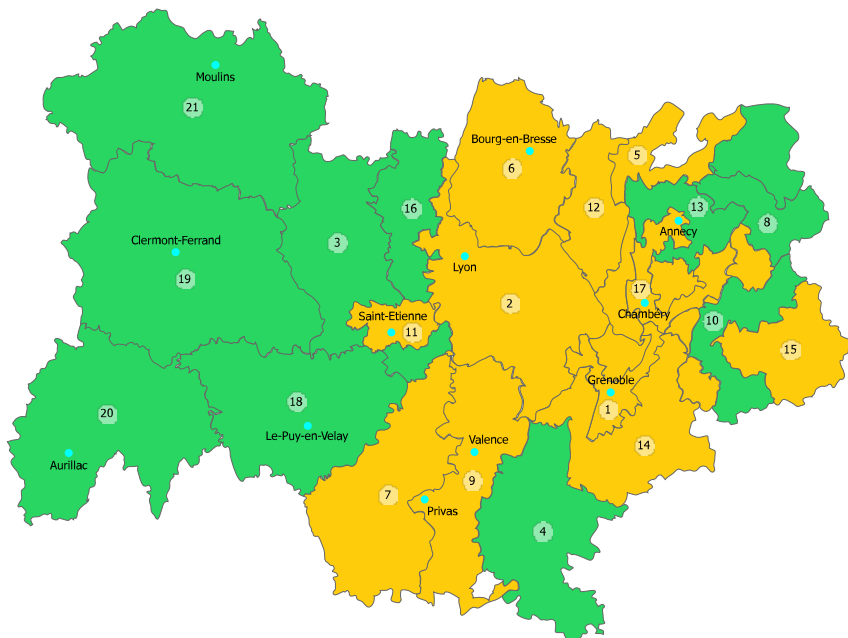 Moulins
21
Bourg-en-Bresse
6
5
16
12
13
Annecy
8
3
Clermont-Ferrand
19
Lyon
17
Chambéry
2
Saint-Etienne
11
10
15
Grenoble
1
18
20
Le-Puy-en-Velay
Aurillac
Valence
14
9
7
Privas
4